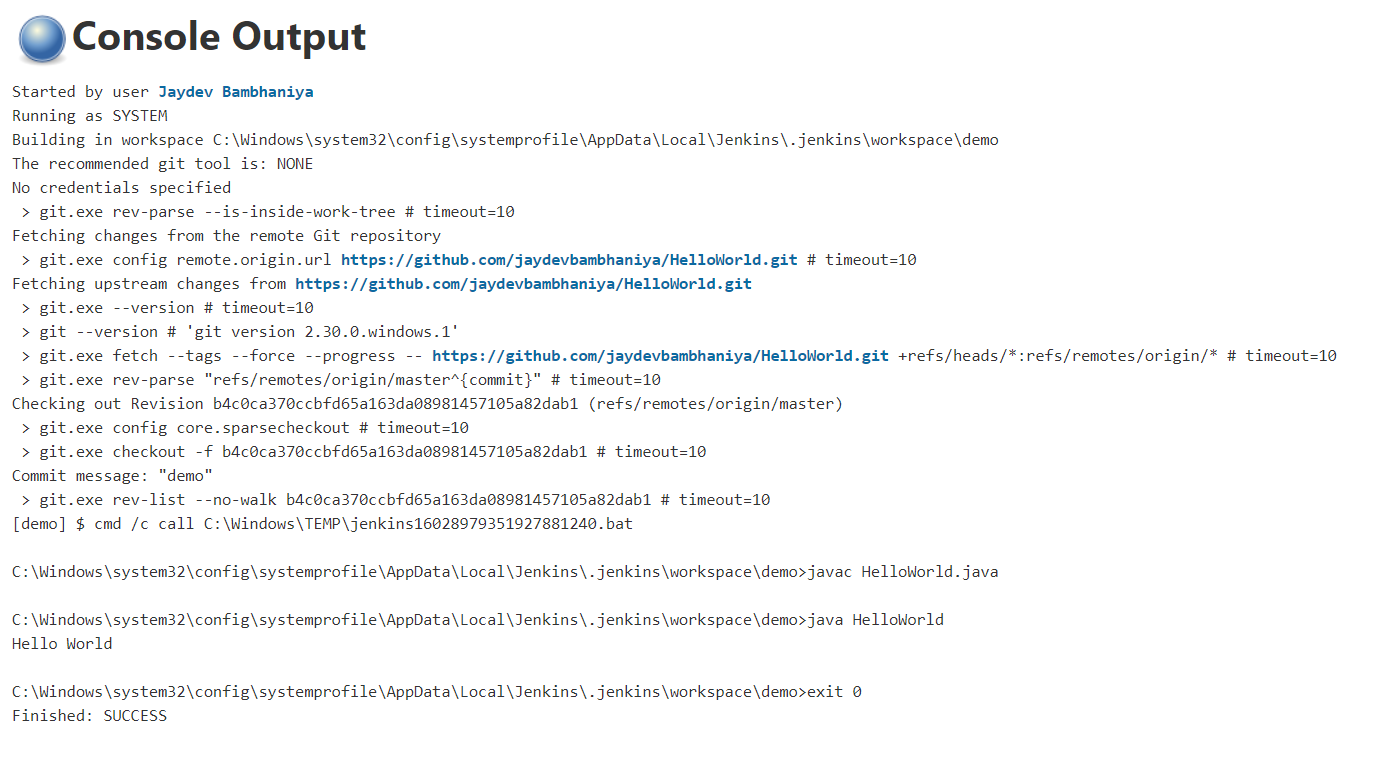 Console Output
Started by user Jaydev Bambhaniya
Running as SYSTEM
Building in workspace C:\Windows\system32\config\systemprofile\AppData\Local\Jenkins\.jenkins\workspace\demo
The recommended git tool is: NONE
No credentials specified
 > git.exe rev-parse --is-inside-work-tree # timeout=10
Fetching changes from the remote Git repository
 > git.exe config remote.origin.url https://github.com/jaydevbambhaniya/HelloWorld.git # timeout=10
Fetching upstream changes from https://github.com/jaydevbambhaniya/HelloWorld.git
 > git.exe --version # timeout=10
 > git --version # 'git version 2.30.0.windows.1'
 > git.exe fetch --tags --force --progress -- https://github.com/jaydevbambhaniya/HelloWorld.git +refs/heads/*:refs/remotes/origin/* # timeout=10
 > git.exe rev-parse "refs/remotes/origin/master^{commit}" # timeout=10
Checking out Revision b4c0ca370ccbfd65a163da08981457105a82dab1 (refs/remotes/origin/master)
 > git.exe config core.sparsecheckout # timeout=10
 > git.exe checkout -f b4c0ca370ccbfd65a163da08981457105a82dab1 # timeout=10
Commit message: "demo"
 > git.exe rev-list --no-walk b4c0ca370ccbfd65a163da08981457105a82dab1 # timeout=10
[demo] $ cmd /c call C:\Windows\TEMP\jenkins16028979351927881240.bat
C:\Windows\system32\config\systemprofile\AppData\Local\Jenkins\.jenkins\workspace\demo>javac HelloWorld.java
C:\Windows\system32\config\systemprofile\AppData\Local\Jenkins\.jenkins\workspace\demo>java HelloWorld
Hello World
C:\Windows\system32\config\systemprofile\AppData\Local\Jenkins\.jenkins\workspace\demo>exit 0
Finished: SUCCESS